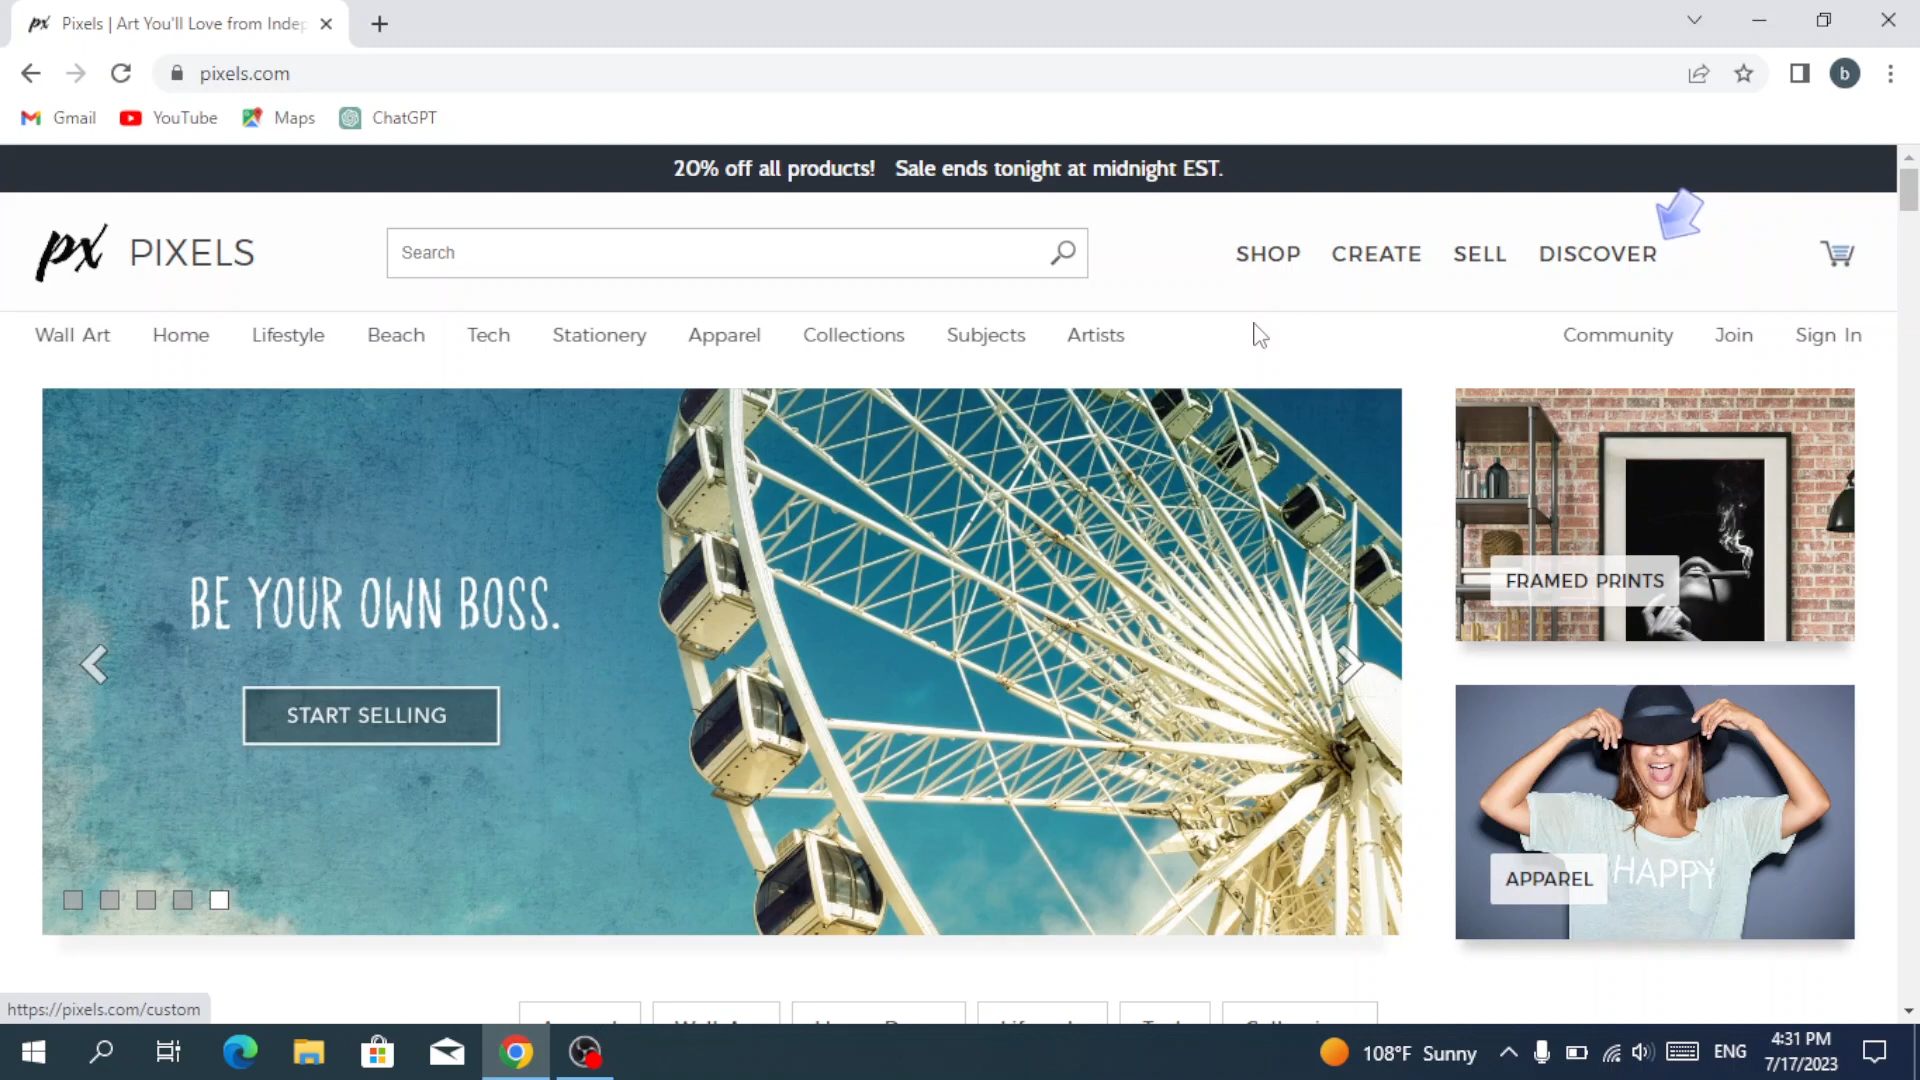 px Pixels | Art You'll Love from Indep
pixels.com
b
Gmail YouTube Maps ChatGPT
20% off all products! Sale ends tonight at midnight EST.
px PIXELS
Search
SHOP CREATE SELL DISCOVER
Wall Art Home Lifestyle Beach Tech Stationery Apparel Collections Subjects Artists Community Join Sign In
BE YOUR OWN BOSS.
START SELLING
FRAMED PRINTS
HAPPY
APPAREL
https://pixels.com/custom
108°F Sunny
ENG
4:31 PM
7/17/2023